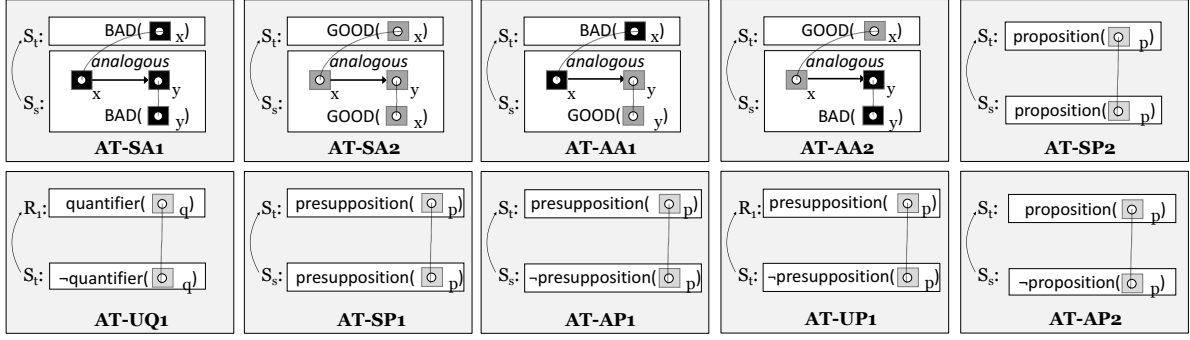 Sₜ: BAD( x)
analogous
Sₛ: x y
BAD( y)
AT-SA1
Sₜ: GOOD( x)
analogous
Sₛ: x y
GOOD( x)
AT-SA2
Sₜ: BAD( x)
analogous
Sₛ: x y
GOOD( y)
AT-AA1
Sₜ: GOOD( x)
analogous
Sₛ: x y
BAD( y)
AT-AA2
Sₜ: proposition( p)
Sₛ: proposition( p)
AT-SP2
R₁: quantifier( q)
Sₜ: ¬quantifier( q)
AT-UQ1
Sₜ: presupposition( p)
Sₛ: presupposition( p)
AT-SP1
Sₜ: presupposition( p)
Sₛ: ¬presupposition( p)
AT-AP1
R₁: presupposition( p)
Sₜ: ¬presupposition( p)
AT-UP1
Sₜ: proposition( p)
Sₛ: ¬proposition( p)
AT-AP2